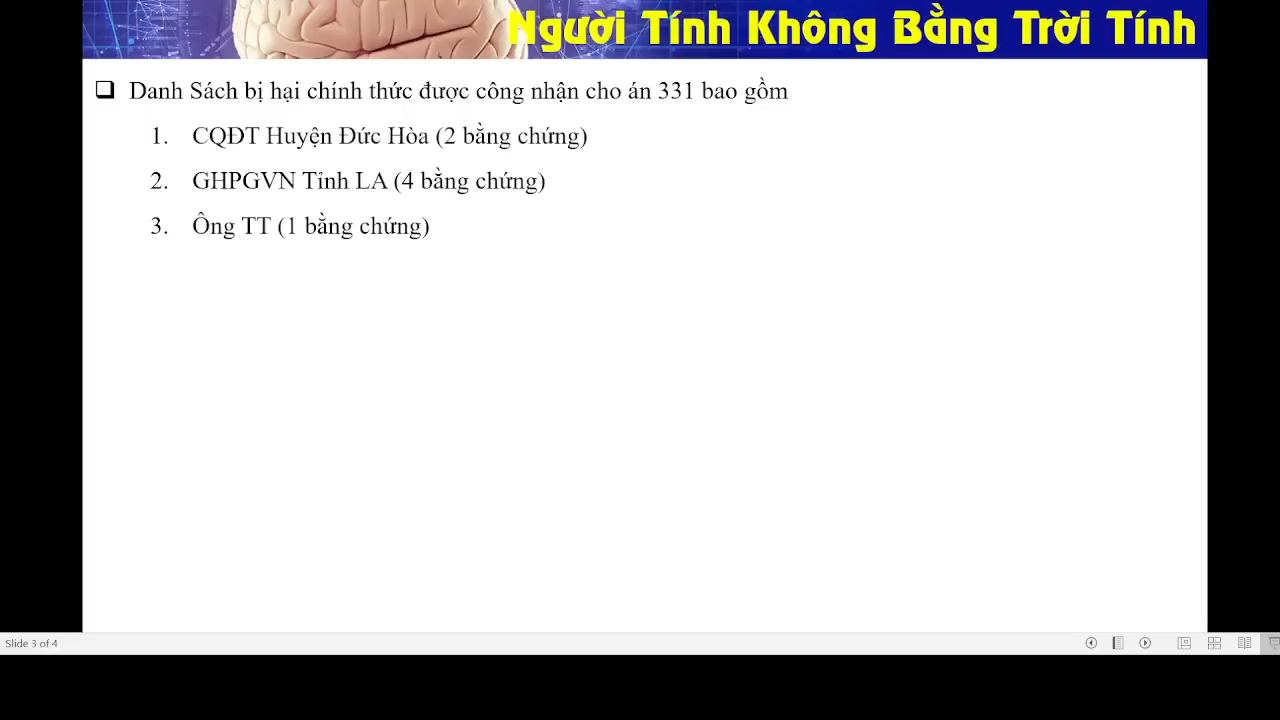 Người Tính Không Bằng Trời Tính
Danh Sách bị hại chính thức được công nhận cho án 331 bao gồm
1. CQĐT Huyện Đức Hòa (2 bằng chứng)
2. GHPGVN Tỉnh LA (4 bằng chứng)
3. Ông TT (1 bằng chứng)
Slide 3 of 4